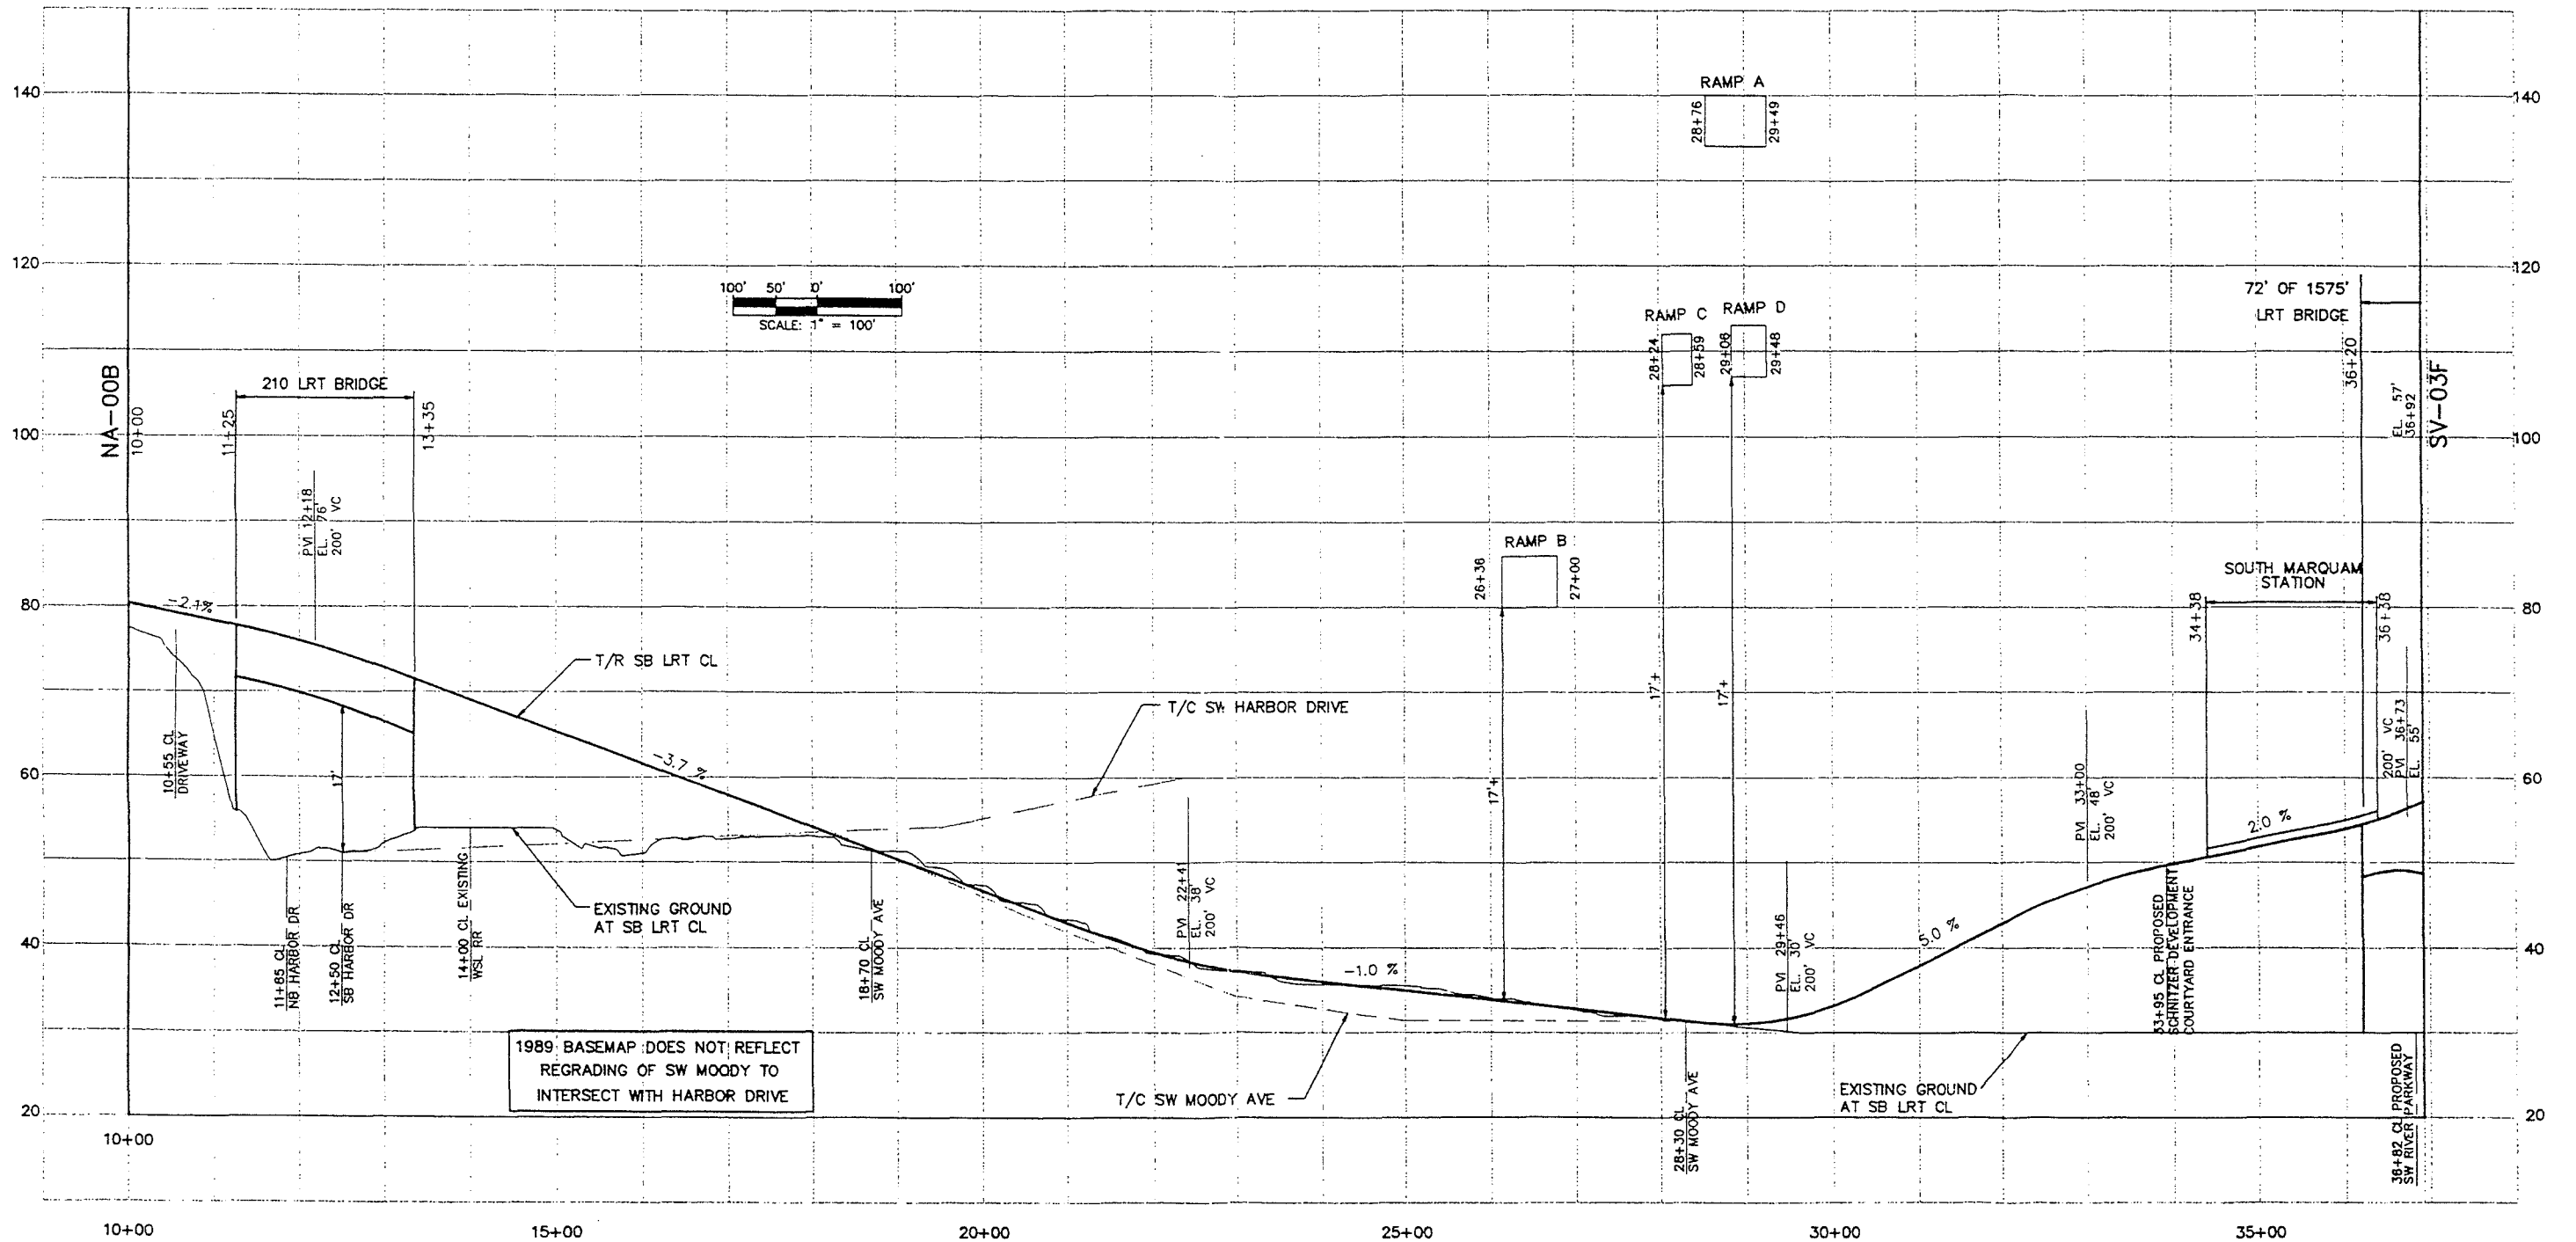 140
120
100
80
60
40
20
140
120
100
80
60
40
20
RAMP A
28+76
29+49
100' 50' 0' 100'
SCALE: 1" = 100'
RAMP C
28+24
28+59
RAMP D
29+06
29+48
72' OF 1575'
LRT BRIDGE
36+20
EL. 57'
36+92
SV-03F
NA-00B
10+00
210 LRT BRIDGE
11+25
13+35
PVI 12+18
EL. 76'
200' VC
RAMP B
26+36
27+00
SOUTH MARQUAM
STATION
34+38
36+38
-2.1%
T/R SB LRT CL
T/C SW HARBOR DRIVE
-3.7 %
10+55 CL
DRIVEWAY
17'
17'+
17'+
17'+
200' VC
PVI 36+73
EL. 55'
PVI 33+00
EL. 48'
200' VC
2.0 %
PVI 22+41
EL. 38'
200' VC
EXISTING GROUND
AT SB LRT CL
11+85 CL
NB HARBOR DR
12+50 CL
SB HARBOR DR
14+00 CL EXISTING
WSL RR
18+70 CL
SW MOODY AVE
-1.0 %
PVI 29+46
EL. 30'
200' VC
5.0 %
33+95 CL PROPOSED
SCHNITZER DEVELOPMENT
COURTYARD ENTRANCE
1989 BASEMAP DOES NOT REFLECT
REGRADING OF SW MOODY TO
INTERSECT WITH HARBOR DRIVE
T/C SW MOODY AVE
28+30 CL
SW MOODY AVE
EXISTING GROUND
AT SB LRT CL
36+82 CL PROPOSED
SW RIVER PARKWAY
10+00
10+00
15+00
20+00
25+00
30+00
35+00